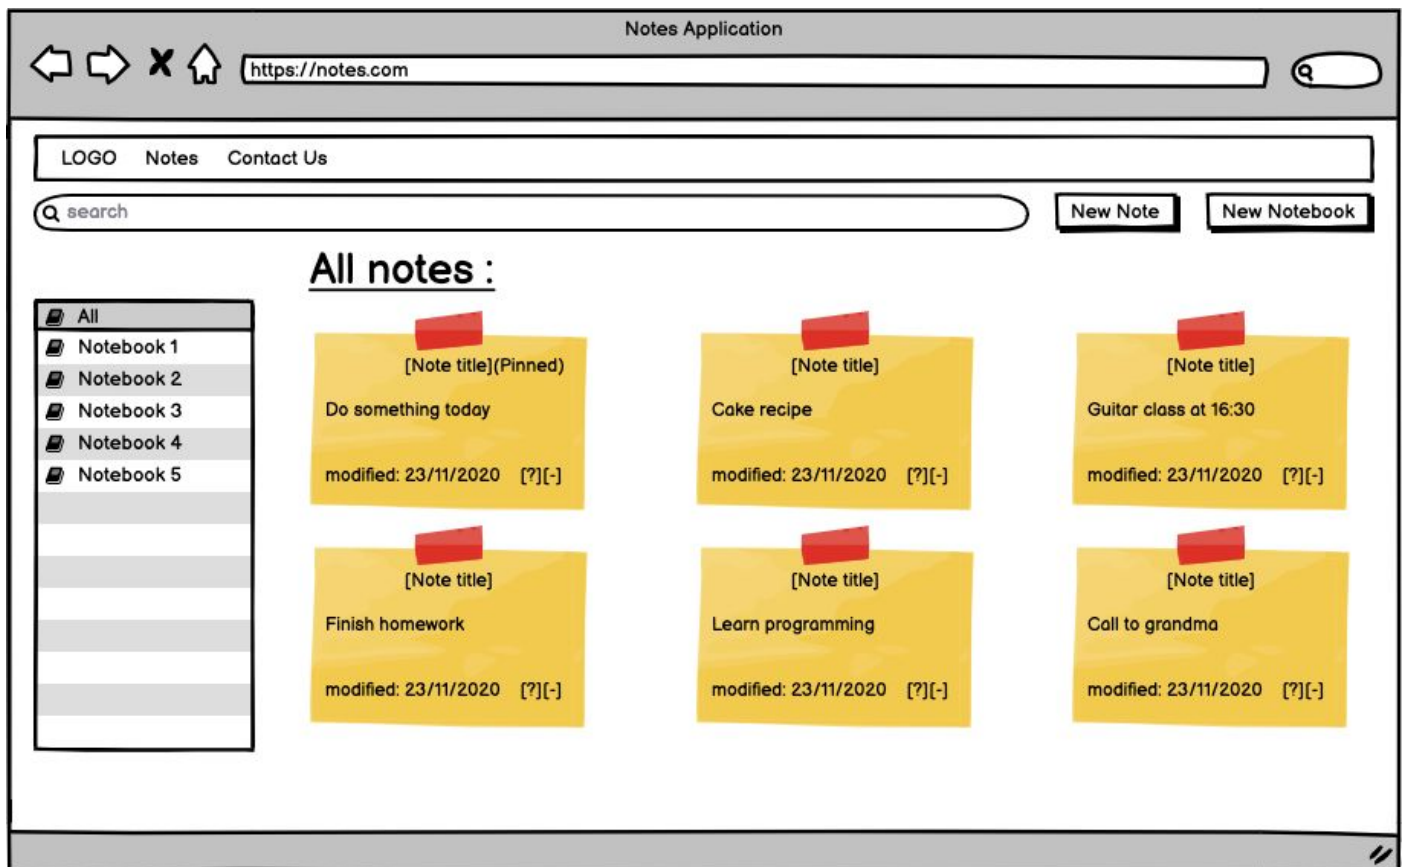 Notes Application
https://notes.com
LOGO Notes Contact Us
search
New Note
New Notebook
All notes :
All
Notebook 1
Notebook 2
Notebook 3
Notebook 4
Notebook 5
[Note title](Pinned)
Do something today
modified: 23/11/2020 [?][-]
[Note title]
Cake recipe
modified: 23/11/2020 [?][-]
[Note title]
Guitar class at 16:30
modified: 23/11/2020 [?][-]
[Note title]
Finish homework
modified: 23/11/2020 [?][-]
[Note title]
Learn programming
modified: 23/11/2020 [?][-]
[Note title]
Call to grandma
modified: 23/11/2020 [?][-]